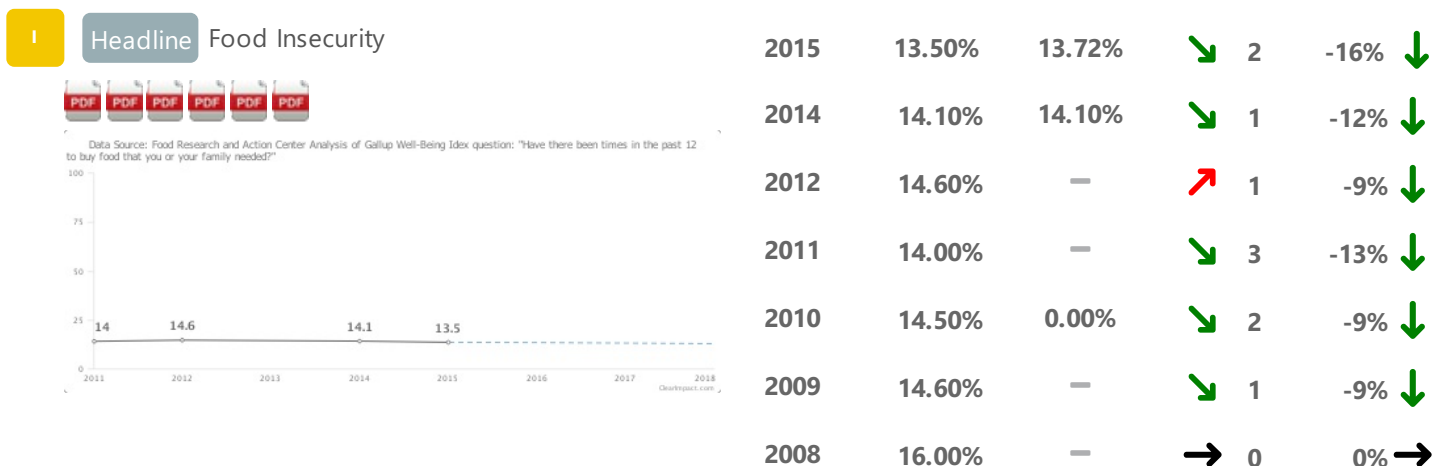 I
Headline Food Insecurity
PDF PDF PDF PDF PDF PDF
Data Source: Food Research and Action Center Analysis of Gallup Well-Being Idex question: "Have there been times in the past 12
to buy food that you or your family needed?"
100
75
50
25
0
14 14.6 14.1 13.5
2011 2012 2013 2014 2015 2016 2017 2018
ClearImpact.com
2015 13.50% 13.72% 2 -16%
2014 14.10% 14.10% 1 -12%
2012 14.60% – 1 -9%
2011 14.00% – 3 -13%
2010 14.50% 0.00% 2 -9%
2009 14.60% – 1 -9%
2008 16.00% – 0 0%